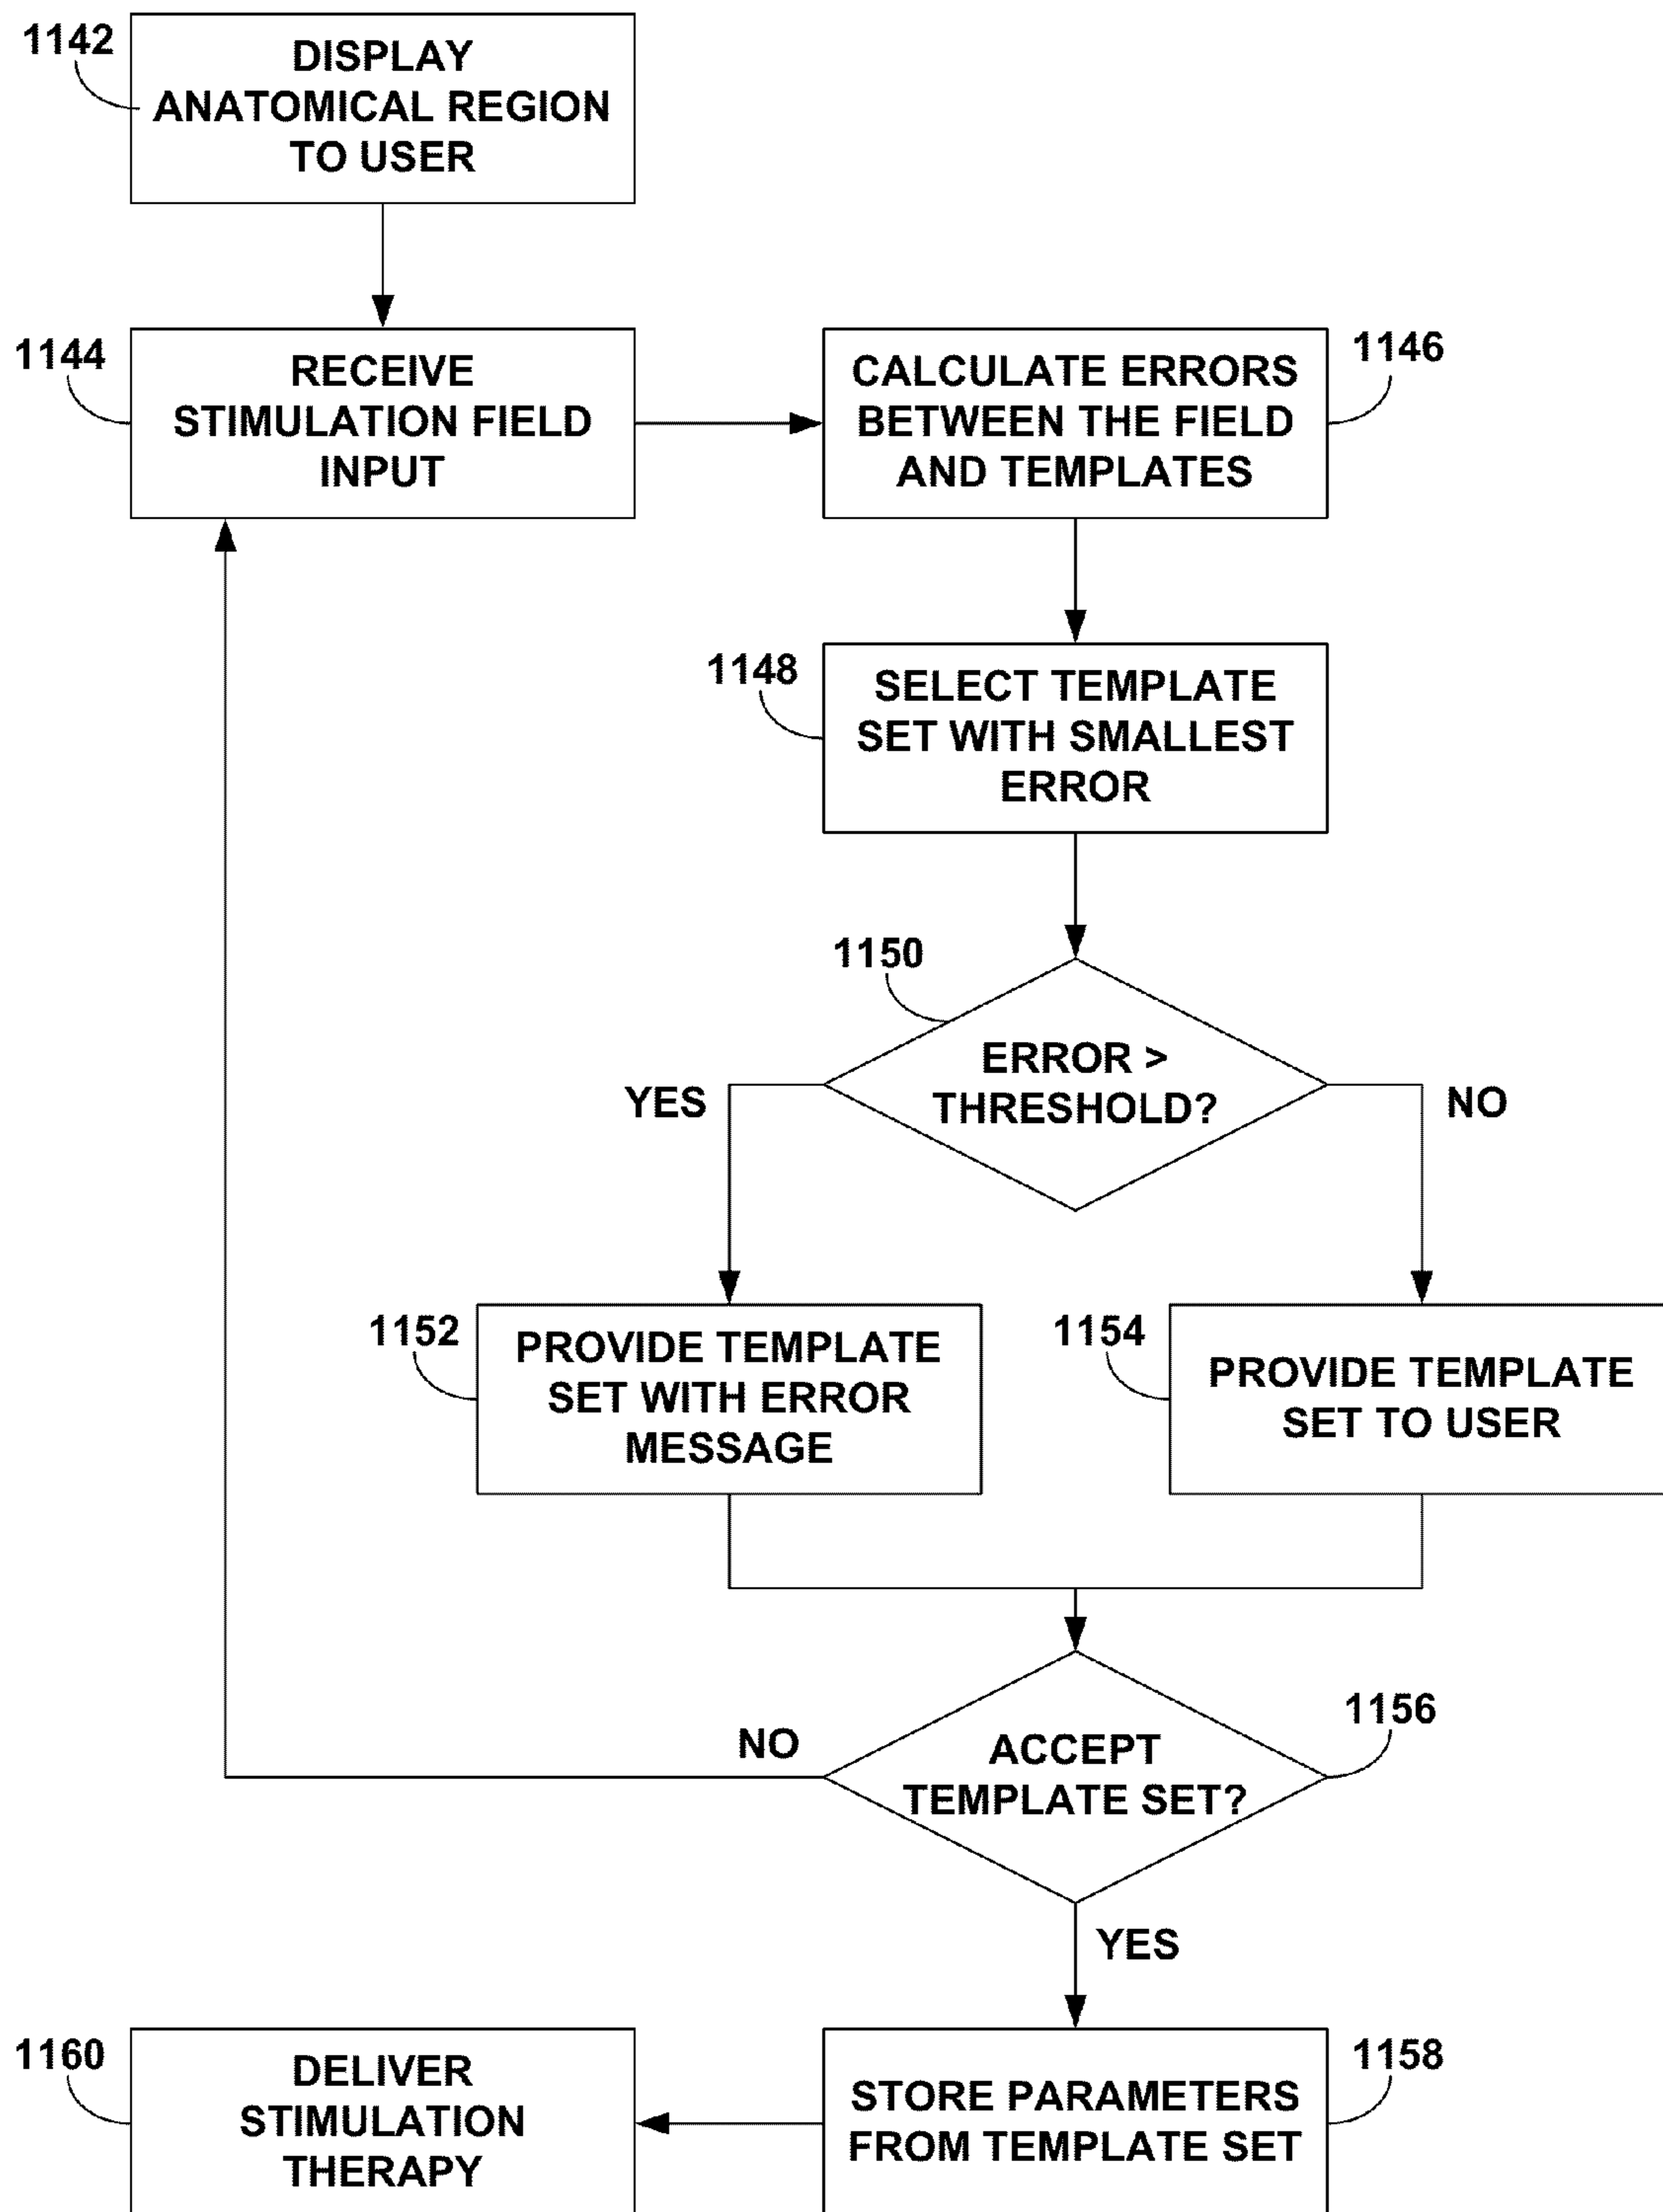 1142
DISPLAY
ANATOMICAL REGION
TO USER
1144
RECEIVE
STIMULATION FIELD
INPUT
1146
CALCULATE ERRORS
BETWEEN THE FIELD
AND TEMPLATES
1148
SELECT TEMPLATE
SET WITH SMALLEST
ERROR
1150
ERROR >
THRESHOLD?
YES
NO
1152
PROVIDE TEMPLATE
SET WITH ERROR
MESSAGE
1154
PROVIDE TEMPLATE
SET TO USER
1156
ACCEPT
TEMPLATE SET?
NO
YES
1158
STORE PARAMETERS
FROM TEMPLATE SET
1160
DELIVER
STIMULATION
THERAPY